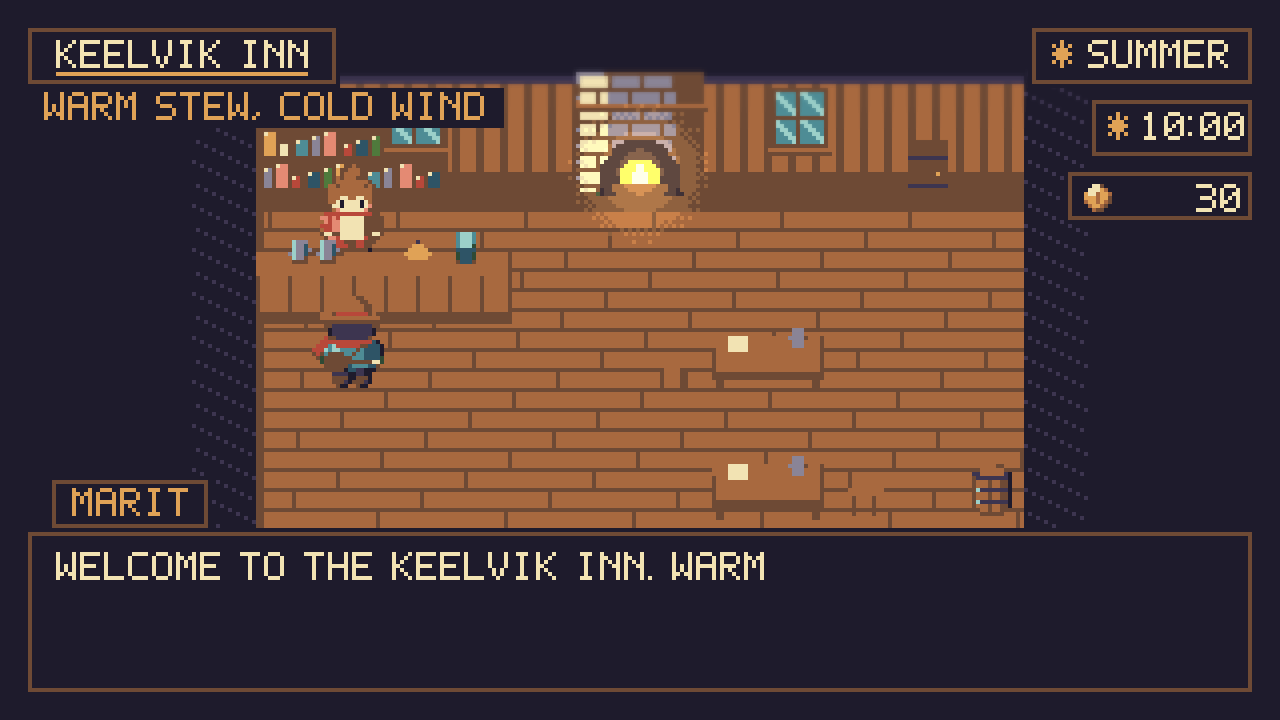 KEELVIK INN
WARM STEW, COLD WIND
SUMMER
10:00
30
MARIT
WELCOME TO THE KEELVIK INN. WARM